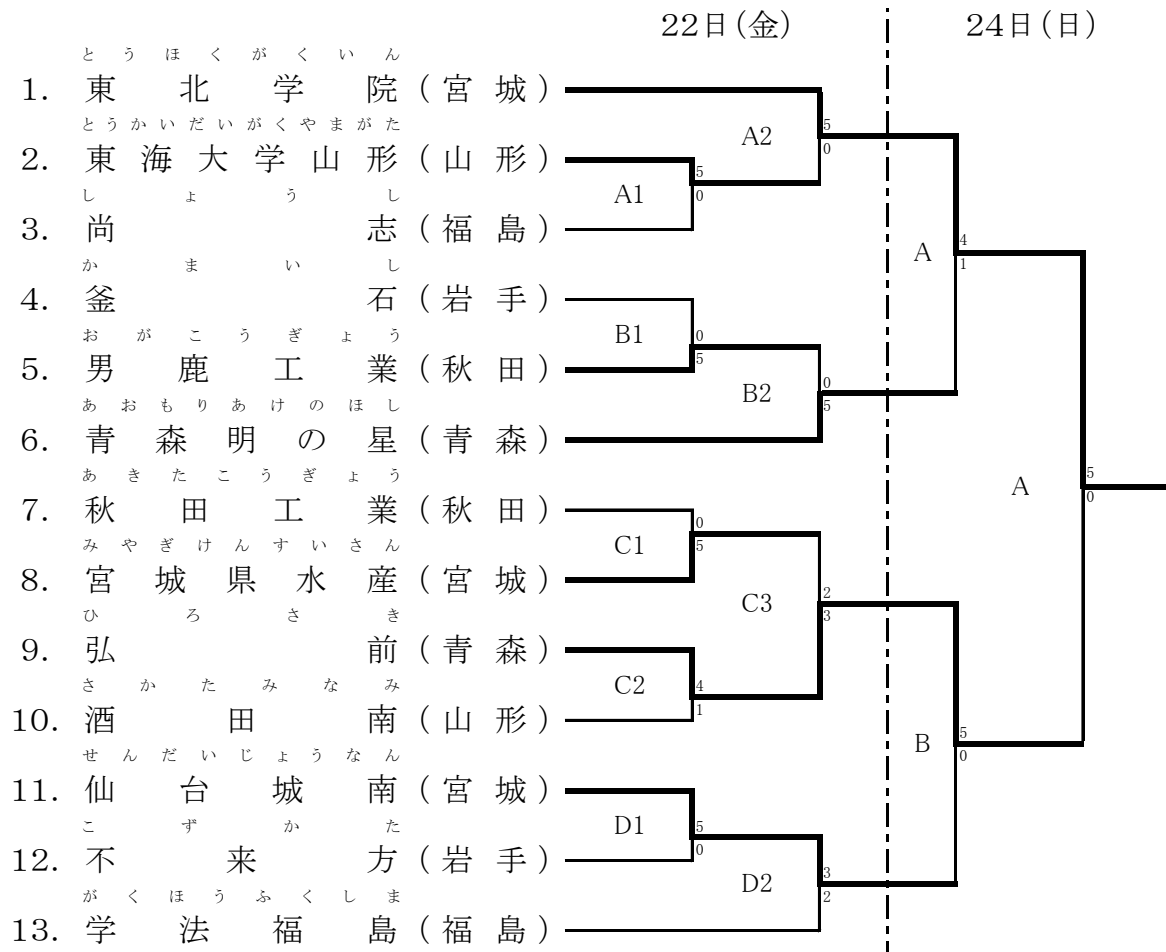 22日(金) 24日(日)
とうほくがくいん
1. 東北学院(宮城)
とうかいだいがくやまがた
2. 東海大学山形(山形)
しょうし
3. 尚志(福島)
かまいし
4. 釜石(岩手)
おがこうぎょう
5. 男鹿工業(秋田)
あおもりあけのほし
6. 青森明の星(青森)
あきたこうぎょう
7. 秋田工業(秋田)
みやぎけんすいさん
8. 宮城県水産(宮城)
ひろさき
9. 弘前(青森)
さかたみなみ
10. 酒田南(山形)
せんだいじょうなん
11. 仙台城南(宮城)
こずかた
12. 不来方(岩手)
がくほうふくしま
13. 学法福島(福島)
A1
5
0
B1
0
5
C1
0
5
C2
4
1
D1
5
0
A2
5
0
B2
0
5
C3
2
3
D2
3
2
A
4
1
B
5
0
A
5
0